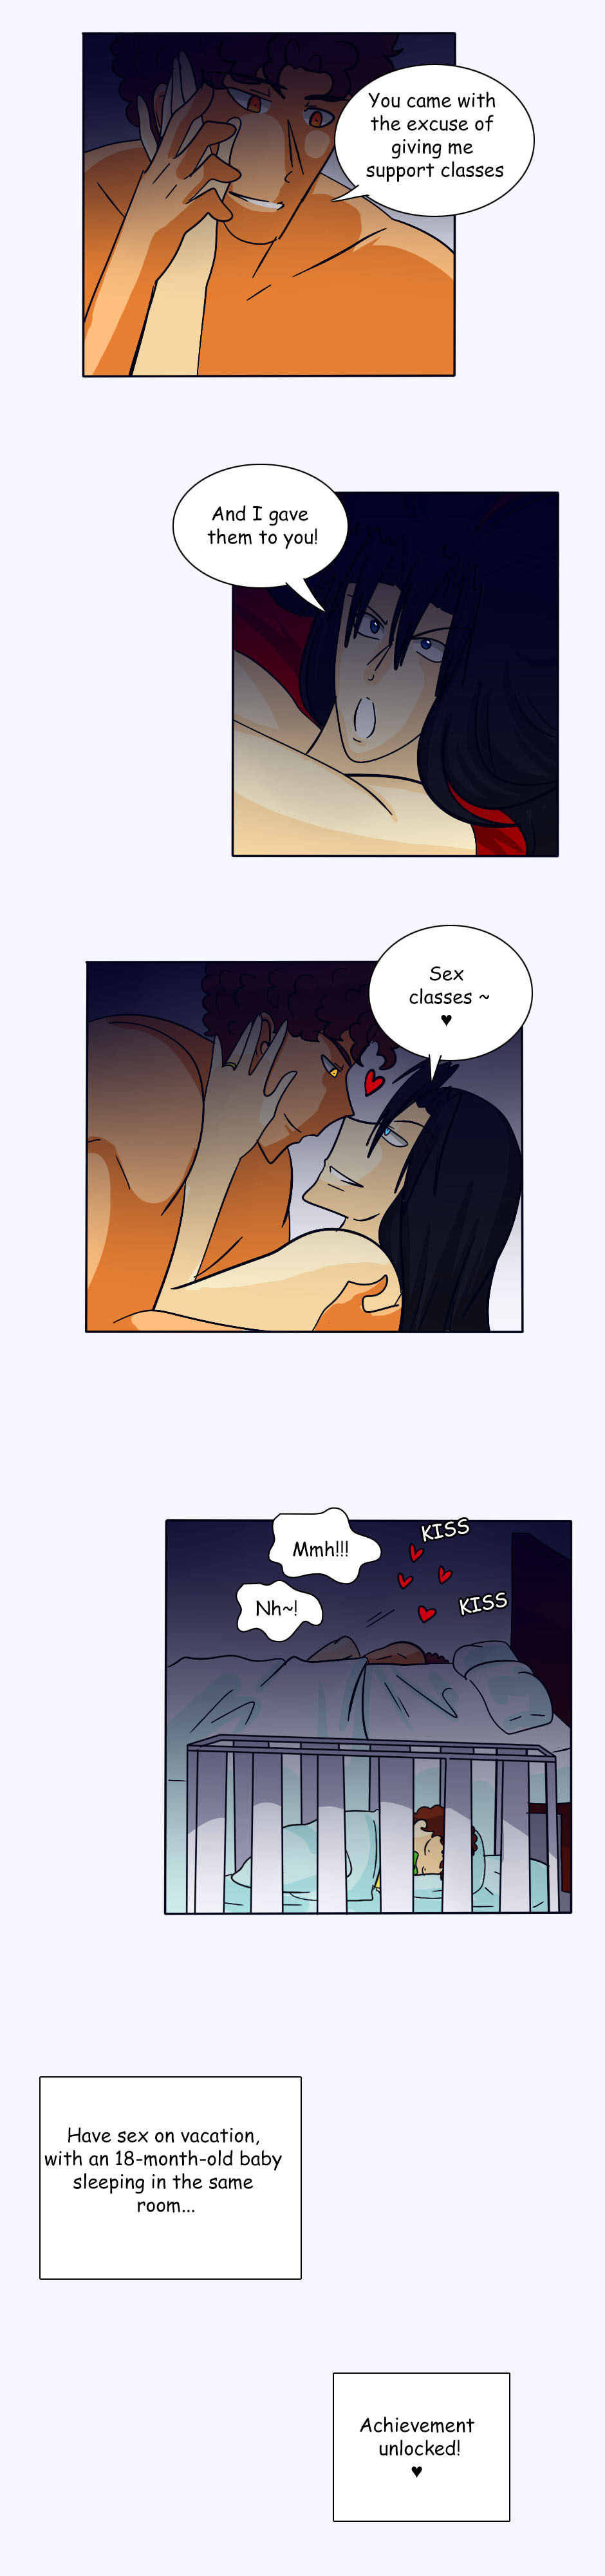 You came with
the excuse of
giving me
support classes
And I gave
them to you!
Sex
classes ~
♥
KISS
Mmh!!!
Nh~!
KISS
Have sex on vacation,
with an 18-month-old baby
sleeping in the same
room...
Achievement
unlocked!
♥